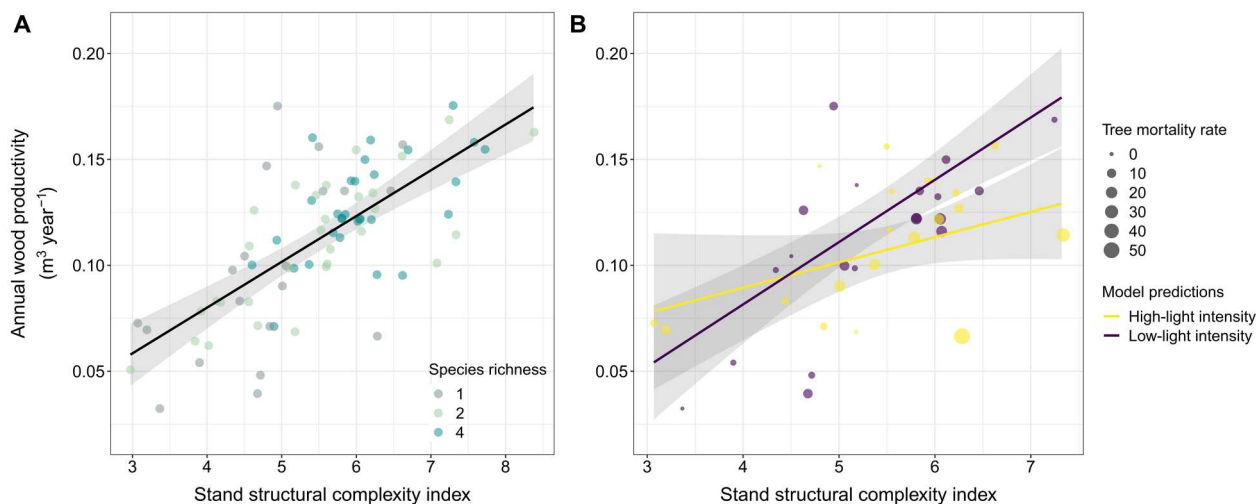 A
B
0.20
0.15
0.10
0.05
Annual wood productivity
(m³ year⁻¹)
3 4 5 6 7 8
Stand structural complexity index
Species richness
1
2
4
0.20
0.15
0.10
0.05
3 4 5 6 7
Stand structural complexity index
Tree mortality rate
0
10
20
30
40
50
Model predictions
High-light intensity
Low-light intensity